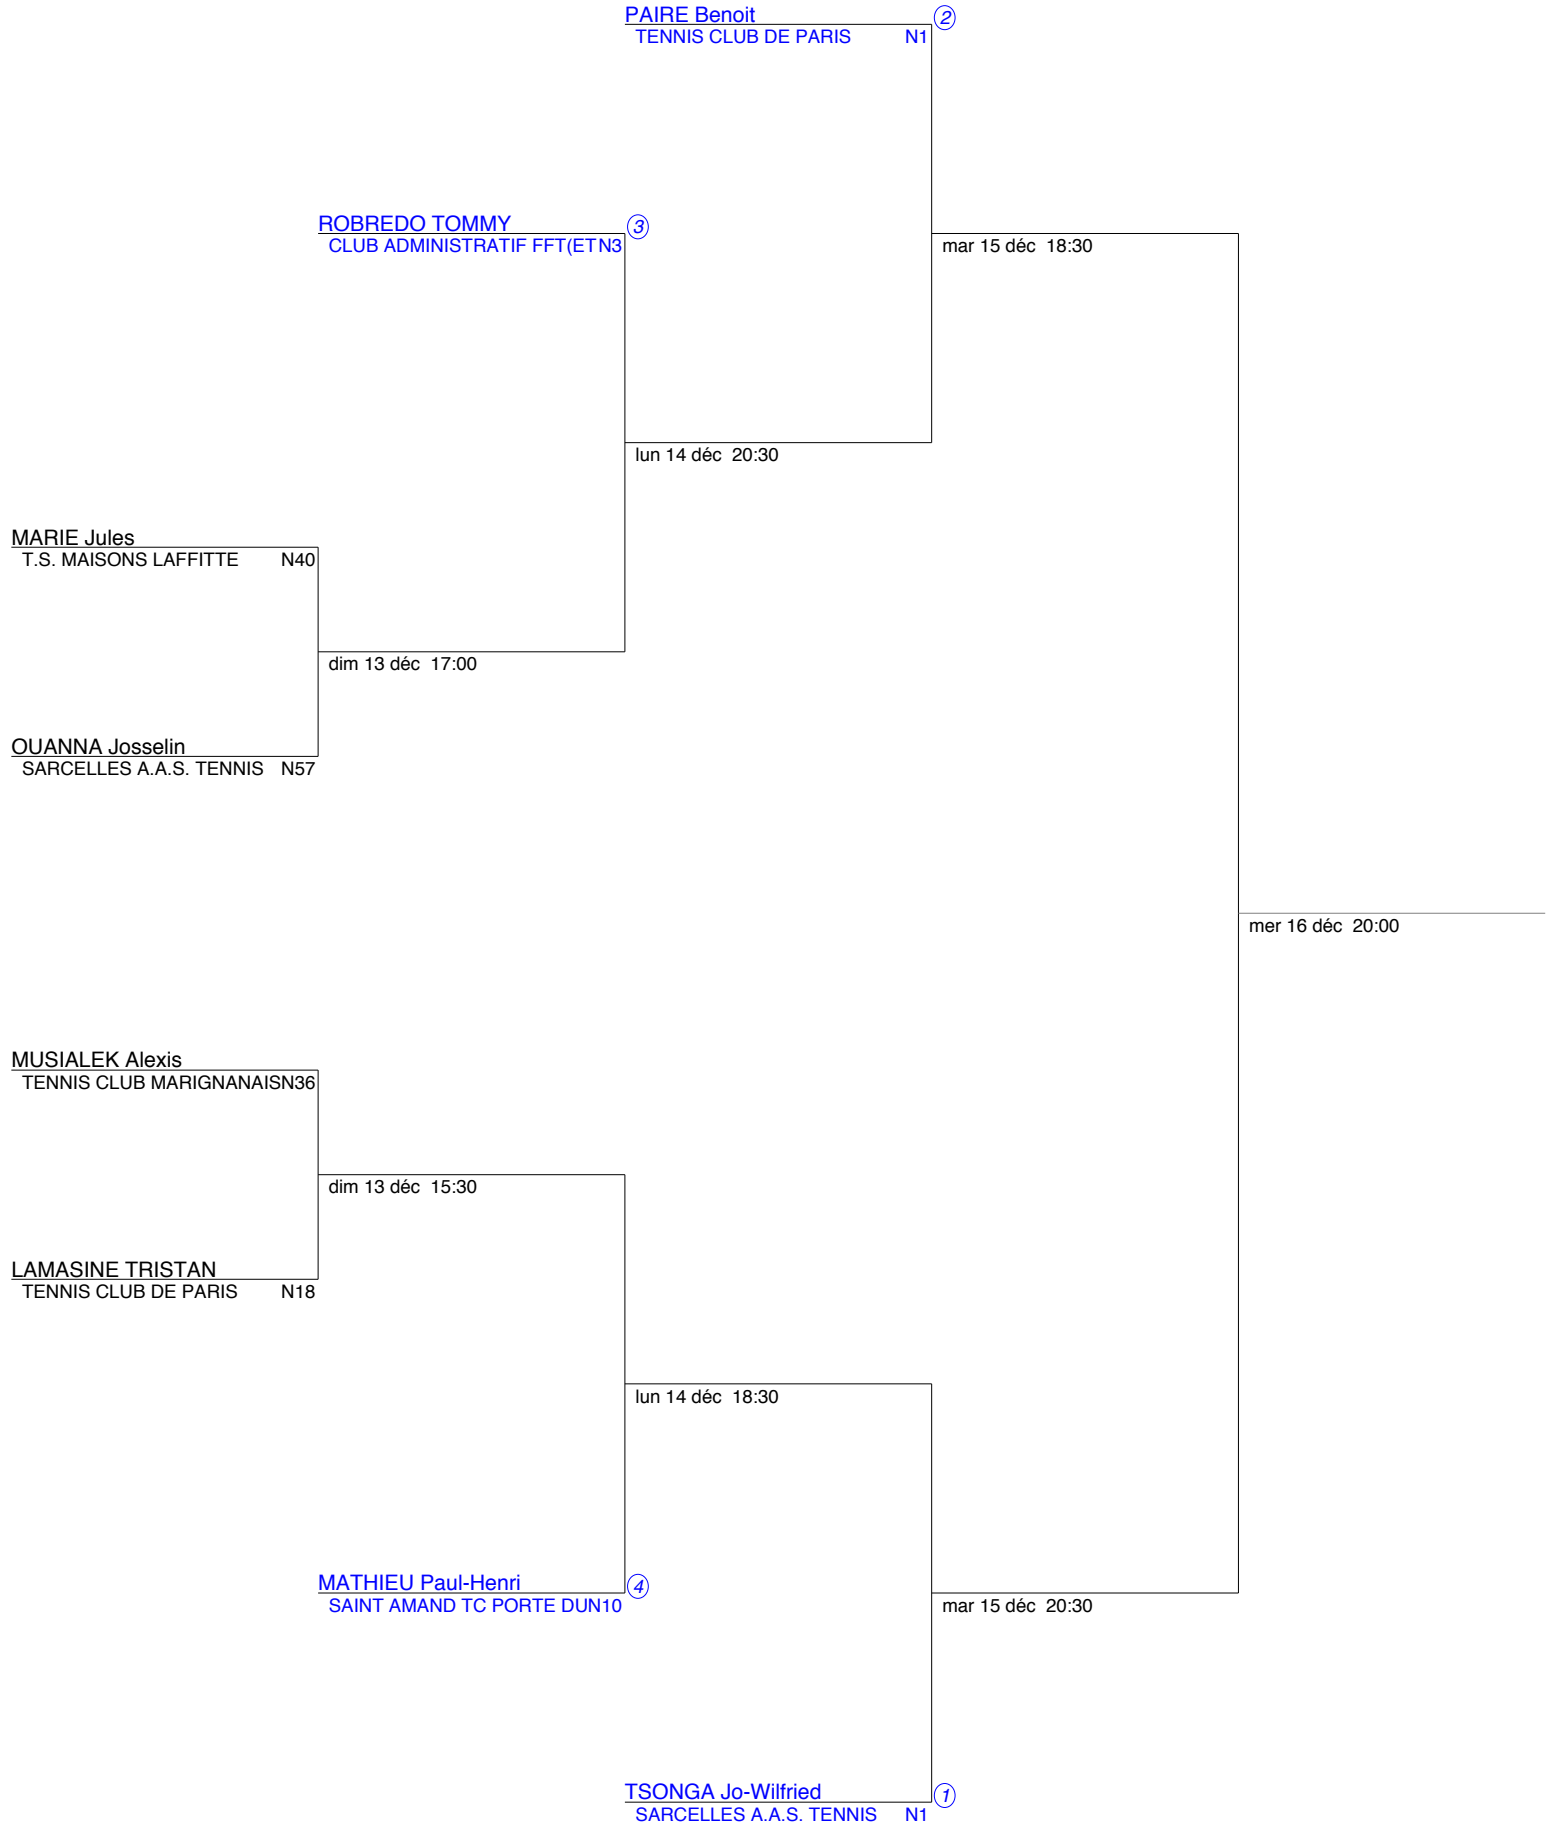 PAIRE Benoit 2
TENNIS CLUB DE PARIS N1
ROBREDO TOMMY 3
CLUB ADMINISTRATIF FFT(ET N3
mar 15 déc 18:30
lun 14 déc 20:30
MARIE Jules
T.S. MAISONS LAFFITTE N40
dim 13 déc 17:00
OUANNA Josselin
SARCELLES A.A.S. TENNIS N57
mer 16 déc 20:00
MUSIALEK Alexis
TENNIS CLUB MARIGNANAISN36
dim 13 déc 15:30
LAMASINE TRISTAN
TENNIS CLUB DE PARIS N18
lun 14 déc 18:30
MATHIEU Paul-Henri 4
SAINT AMAND TC PORTE DUN10
mar 15 déc 20:30
TSONGA Jo-Wilfried 1
SARCELLES A.A.S. TENNIS N1